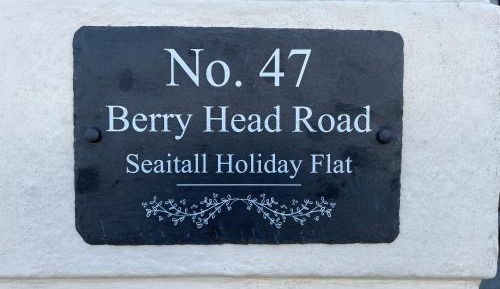 No. 47
Berry Head Road
Seaitall Holiday Flat